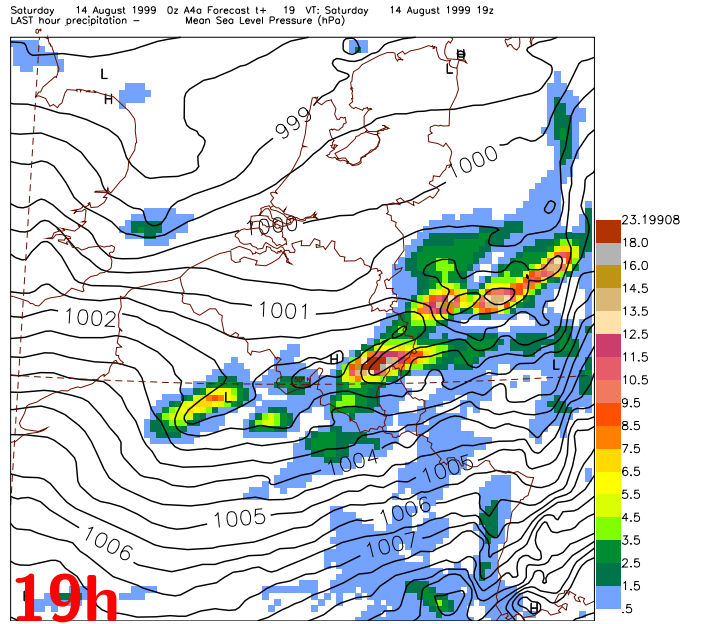 Saturday 14 August 1999 0z A4a Forecast t+ 19 VT: Saturday 14 August 1999 19z
LAST hour precipitation – Mean Sea Level Pressure (hPa)
0°
H
L
L
H
999
1000
1000
23.19908
18.0
16.0
14.5
13.5
12.5
11.5
10.5
9.5
8.5
7.5
6.5
5.5
4.5
3.5
2.5
1.5
.5
1001
1002
H
L
L
1004
1005
1005
1006
1006
1007
19h
H